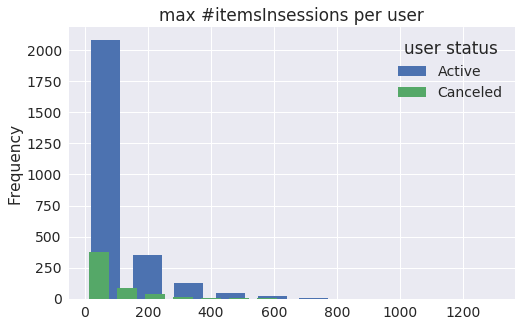 max #itemsInsessions per user
user status
Active
Canceled
Frequency
2000
1750
1500
1250
1000
750
500
250
0
0 200 400 600 800 1000 1200